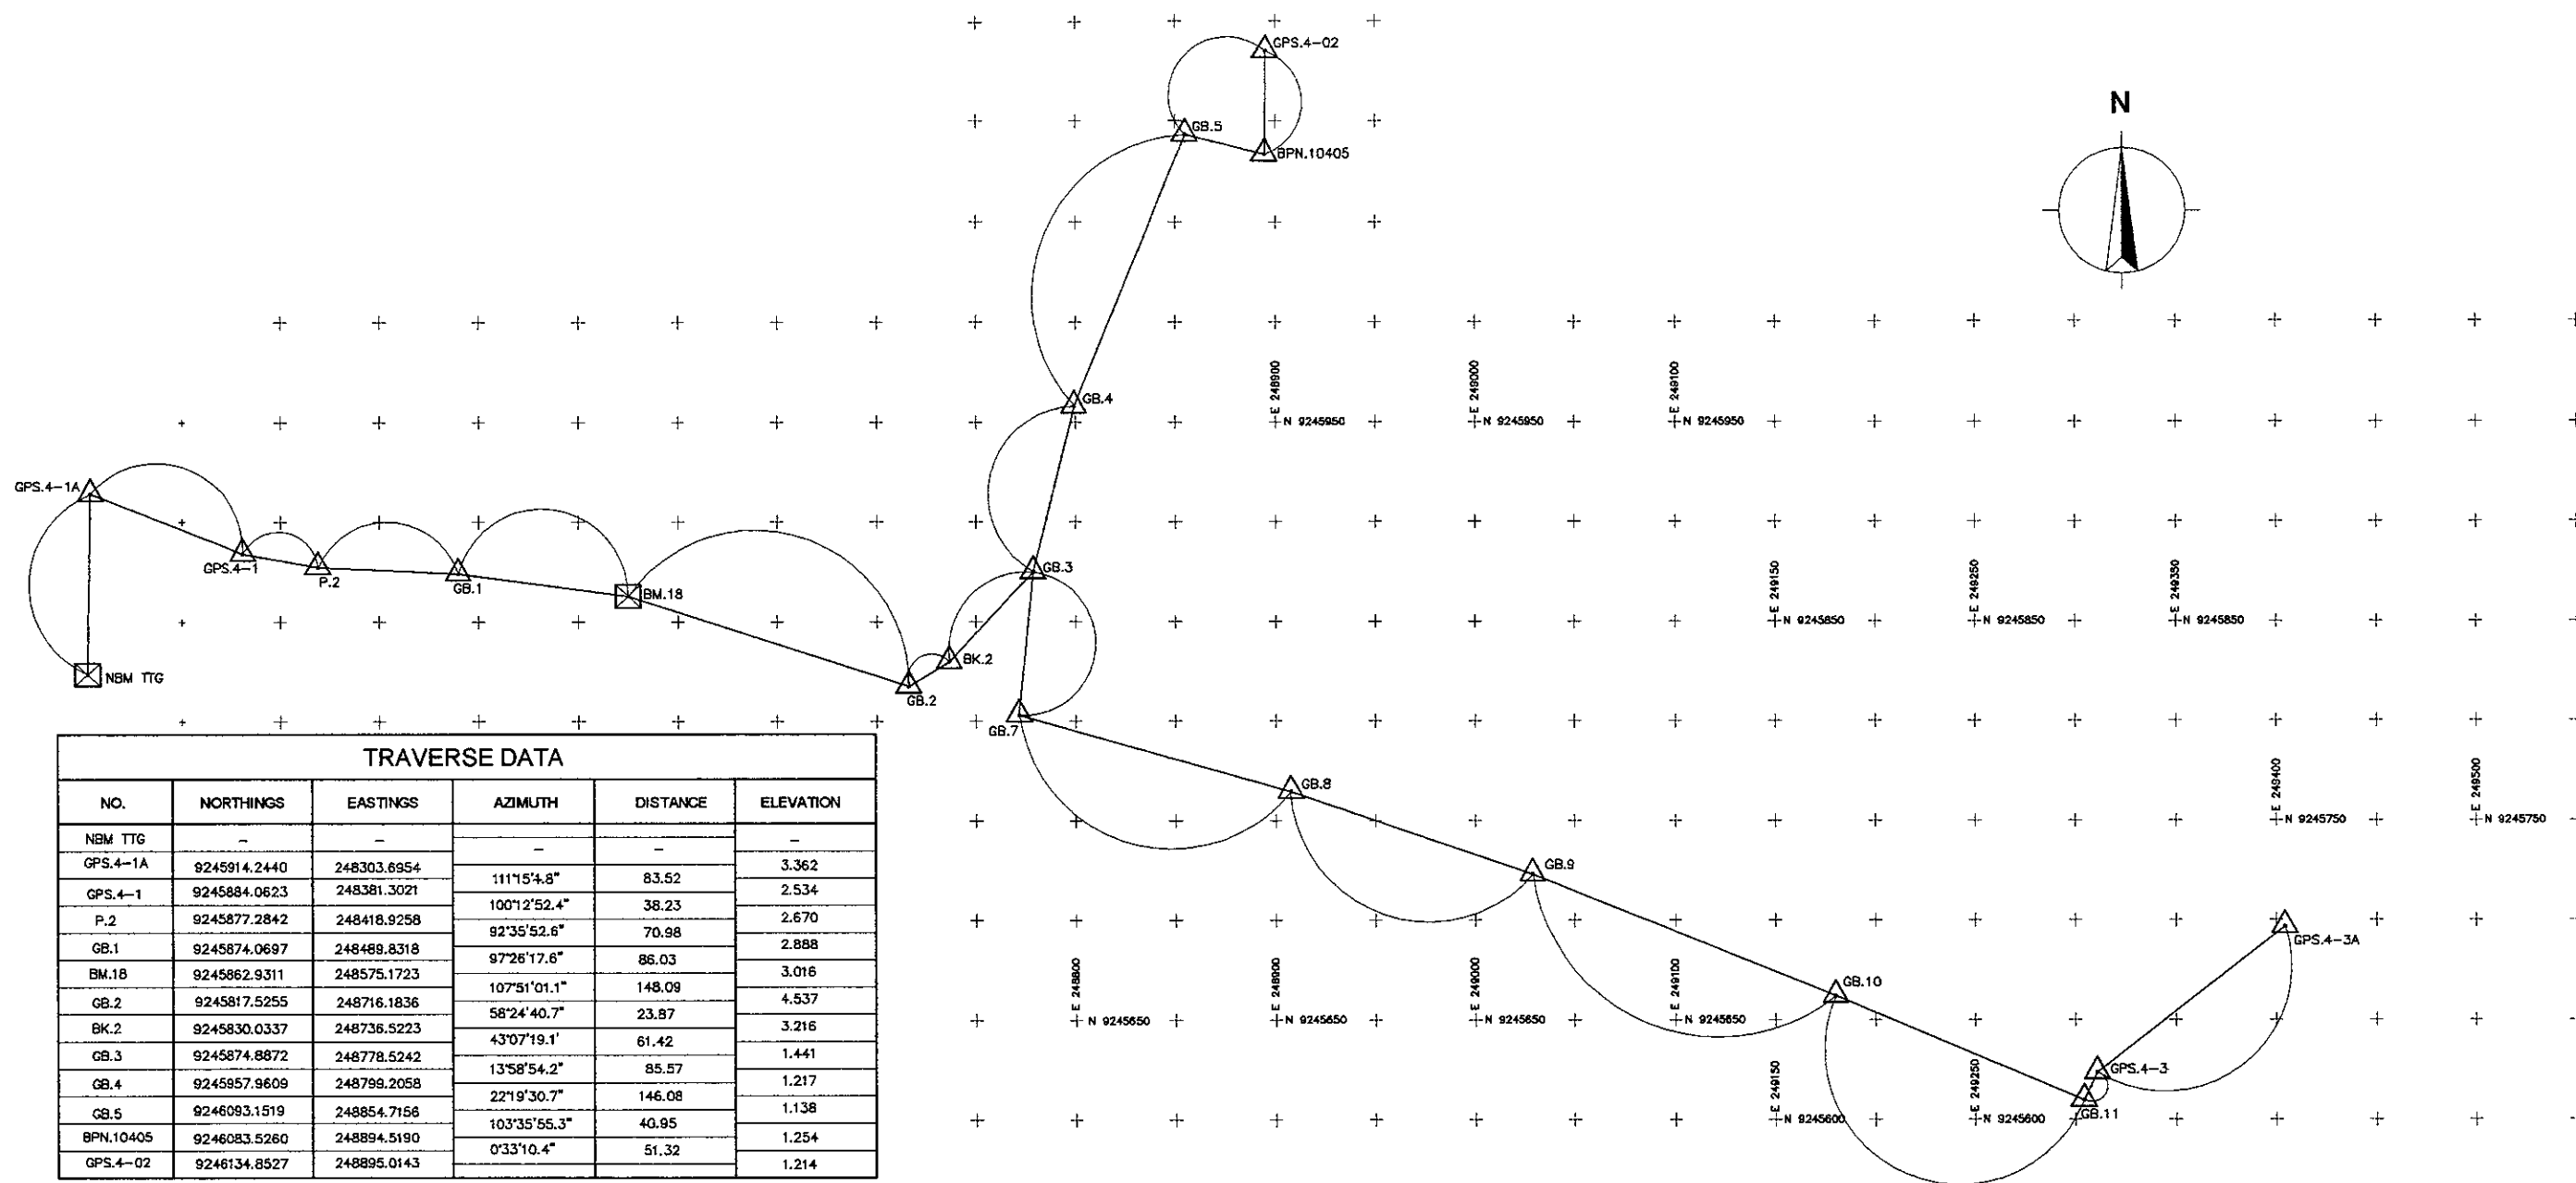 GPS.4-02
N
GB.5
BPN.10405
E 248900
E 249000
E 249100
GB.4
N 9245950
N 9245950
N 9245950
GPS.4-1A
GPS.4-1
P.2
GB.1
BM.18
GB.3
E 249150
E 249250
E 249350
N 9245850
N 9245850
N 9245850
BK.2
NBM TTG
GB.2
GB.7
GB.8
E 249400
E 249500
N 9245750
N 9245750
GB.9
GPS.4-3A
E 248800
E 248900
E 249000
E 249100
GB.10
N 9245650
N 9245650
N 9245650
N 9245650
GPS.4-3
E 249150
E 249250
GB.11
N 9245600
N 9245600
TRAVERSE DATA
NO. NORTHINGS EASTINGS AZIMUTH DISTANCE ELEVATION
NBM TTG - - -
- -
GPS.4-1A 9245914.2440 248303.6954 3.362
111°15'4.8" 83.52
GPS.4-1 9245884.0623 248381.3021 2.534
100°12'52.4" 38.23
P.2 9245877.2842 248418.9258 2.670
92°35'52.6" 70.98
GB.1 9245874.0697 248489.8318 2.888
97°26'17.6" 86.03
BM.18 9245862.9311 248575.1723 3.016
107°51'01.1" 148.09
GB.2 9245817.5255 248716.1836 4.537
58°24'40.7" 23.87
BK.2 9245830.0337 248736.5223 3.216
43°07'19.1' 61.42
GB.3 9245874.8872 248778.5242 1.441
13°58'54.2" 85.57
GB.4 9245957.9609 248799.2058 1.217
22°19'30.7" 146.08
GB.5 9246093.1519 248854.7156 1.138
103°35'55.3" 40.95
BPN.10405 9246083.5260 248894.5190 1.254
0°33'10.4" 51.32
GPS.4-02 9246134.8527 248895.0143 1.214